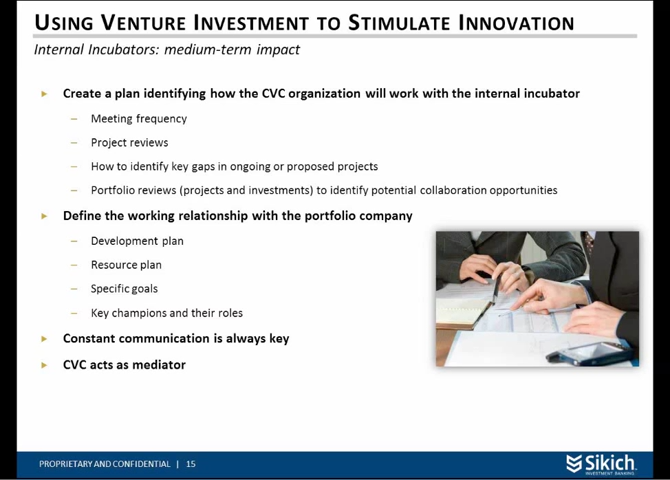 USING VENTURE INVESTMENT TO STIMULATE INNOVATION
Internal Incubators: medium-term impact
Create a plan identifying how the CVC organization will work with the internal incubator
– Meeting frequency
– Project reviews
– How to identify key gaps in ongoing or proposed projects
– Portfolio reviews (projects and investments) to identify potential collaboration opportunities
Define the working relationship with the portfolio company
– Development plan
– Resource plan
– Specific goals
– Key champions and their roles
Constant communication is always key
CVC acts as mediator
PROPRIETARY AND CONFIDENTIAL | 15
Sikich
INVESTMENT BANKING